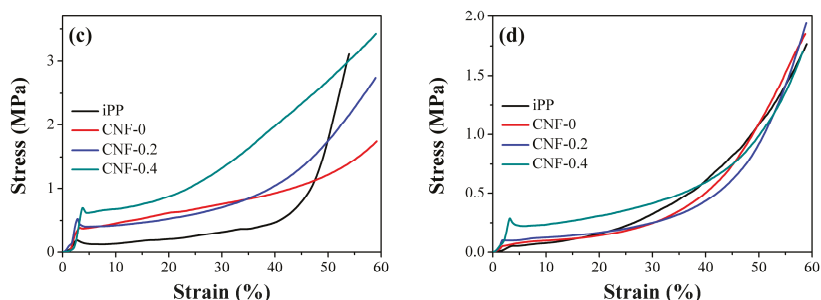 (c)
3
2
1
0
Stress (MPa)
iPP
CNF-0
CNF-0.2
CNF-0.4
0 10 20 30 40 50 60
Strain (%)
(d)
2.0
1.5
1.0
0.5
0.0
Stress (MPa)
iPP
CNF-0
CNF-0.2
CNF-0.4
0 10 20 30 40 50 60
Strain (%)